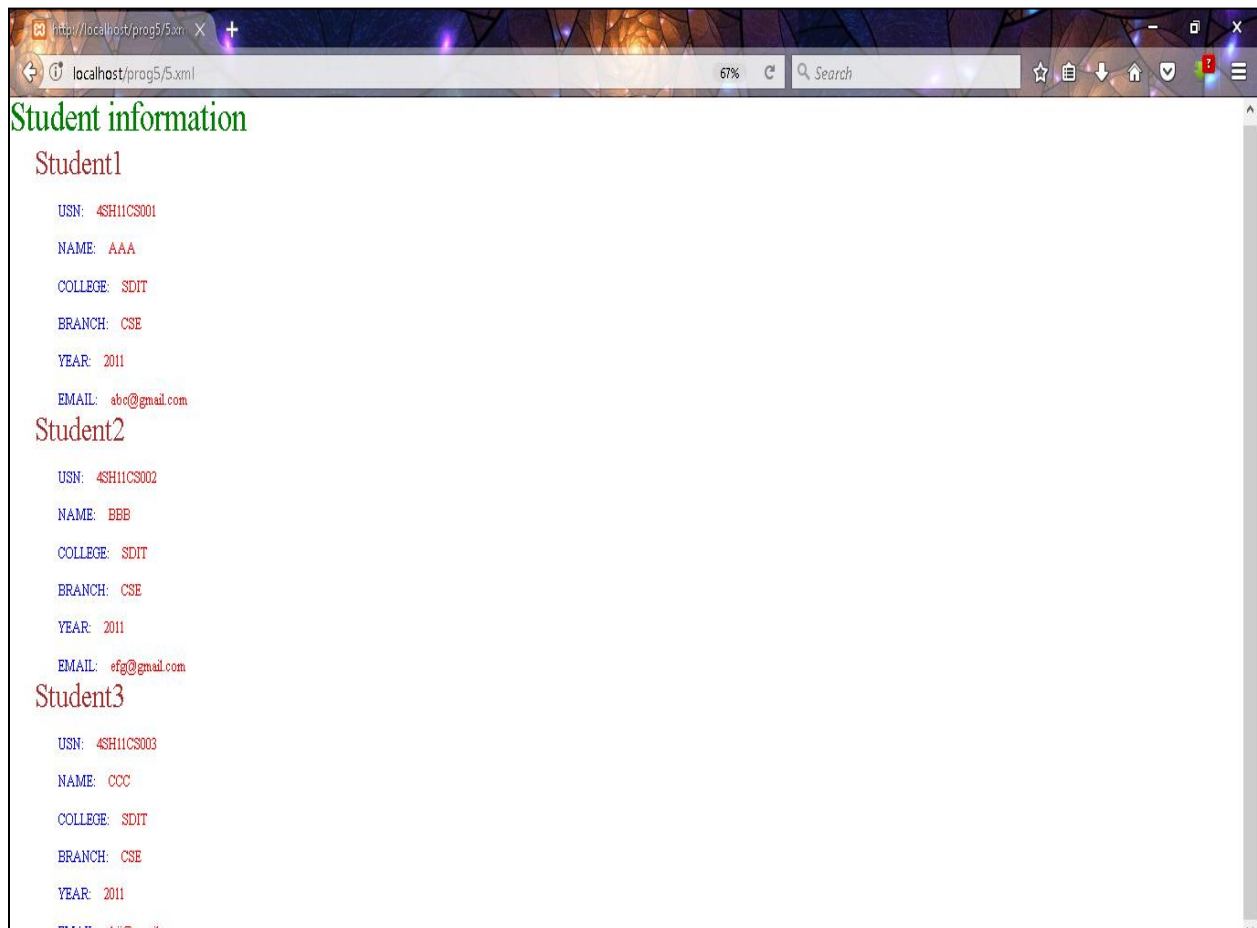 http://localhost/prog5/5.xm
localhost/prog5/5.xml
67%
Search
?
Student information
Student1
USN: 4SH11CS001
NAME: AAA
COLLEGE: SDIT
BRANCH: CSE
YEAR: 2011
EMAIL: abc@gmail.com
Student2
USN: 4SH11CS002
NAME: BBB
COLLEGE: SDIT
BRANCH: CSE
YEAR: 2011
EMAIL: efg@gmail.com
Student3
USN: 4SH11CS003
NAME: CCC
COLLEGE: SDIT
BRANCH: CSE
YEAR: 2011